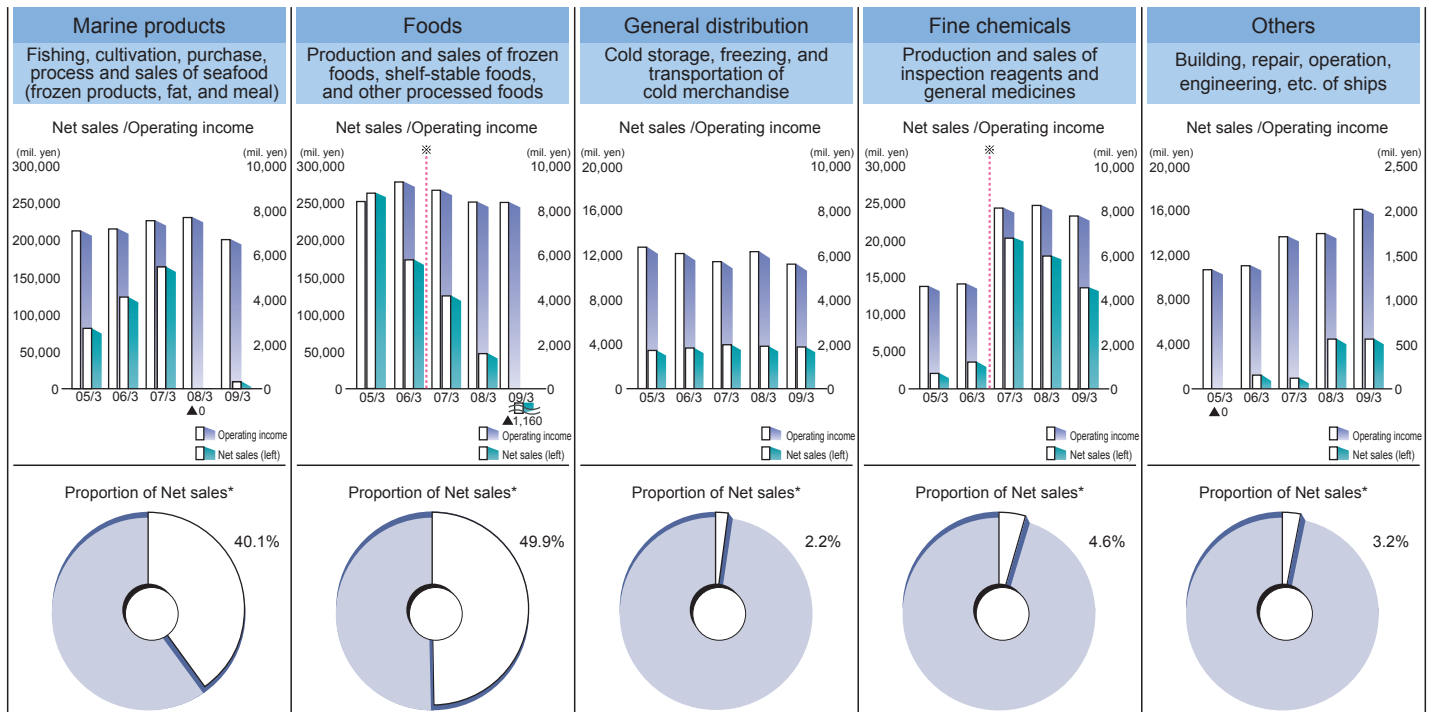 Marine products
Fishing, cultivation, purchase,
process and sales of seafood
(frozen products, fat, and meal)
Net sales /Operating income
(mil. yen)
(mil. yen)
300,000
10,000
250,000
8,000
200,000
6,000
150,000
4,000
100,000
2,000
50,000
0
0
05/3 06/3 07/3 08/3 09/3
▲0
Operating income
Net sales (left)
Proportion of Net sales*
40.1%
Foods
Production and sales of frozen
foods, shelf-stable foods,
and other processed foods
Net sales /Operating income
(mil. yen)
※
(mil. yen)
300,000
10,000
250,000
8,000
200,000
6,000
150,000
4,000
100,000
2,000
50,000
0
0
05/3 06/3 07/3 08/3 09/3
▲1,160
Operating income
Net sales (left)
Proportion of Net sales*
49.9%
General distribution
Cold storage, freezing, and
transportation of
cold merchandise
Net sales /Operating income
(mil. yen)
(mil. yen)
20,000
10,000
16,000
8,000
12,000
6,000
8,000
4,000
4,000
2,000
0
0
05/3 06/3 07/3 08/3 09/3
Operating income
Net sales (left)
Proportion of Net sales*
2.2%
Fine chemicals
Production and sales of
inspection reagents and
general medicines
Net sales /Operating income
(mil. yen)
※
(mil. yen)
30,000
10,000
25,000
8,000
20,000
6,000
15,000
4,000
10,000
2,000
5,000
0
0
05/3 06/3 07/3 08/3 09/3
Operating income
Net sales (left)
Proportion of Net sales*
4.6%
Others
Building, repair, operation,
engineering, etc. of ships
Net sales /Operating income
(mil. yen)
(mil. yen)
20,000
2,500
16,000
2,000
12,000
1,500
8,000
1,000
4,000
500
0
0
05/3 06/3 07/3 08/3 09/3
▲0
Operating income
Net sales (left)
Proportion of Net sales*
3.2%